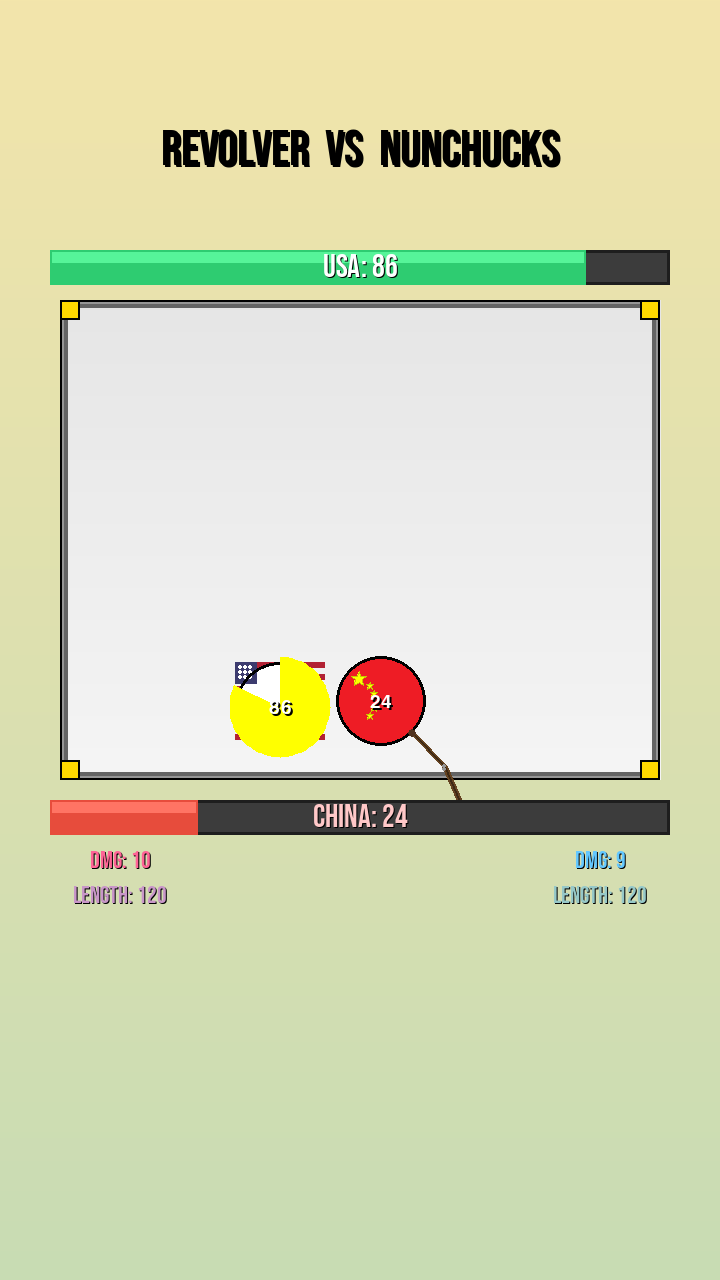 REVOLVER VS NUNCHUCKS
USA: 86
86
24
CHINA: 24
DMG: 10
DMG: 9
LENGTH: 120
LENGTH: 120